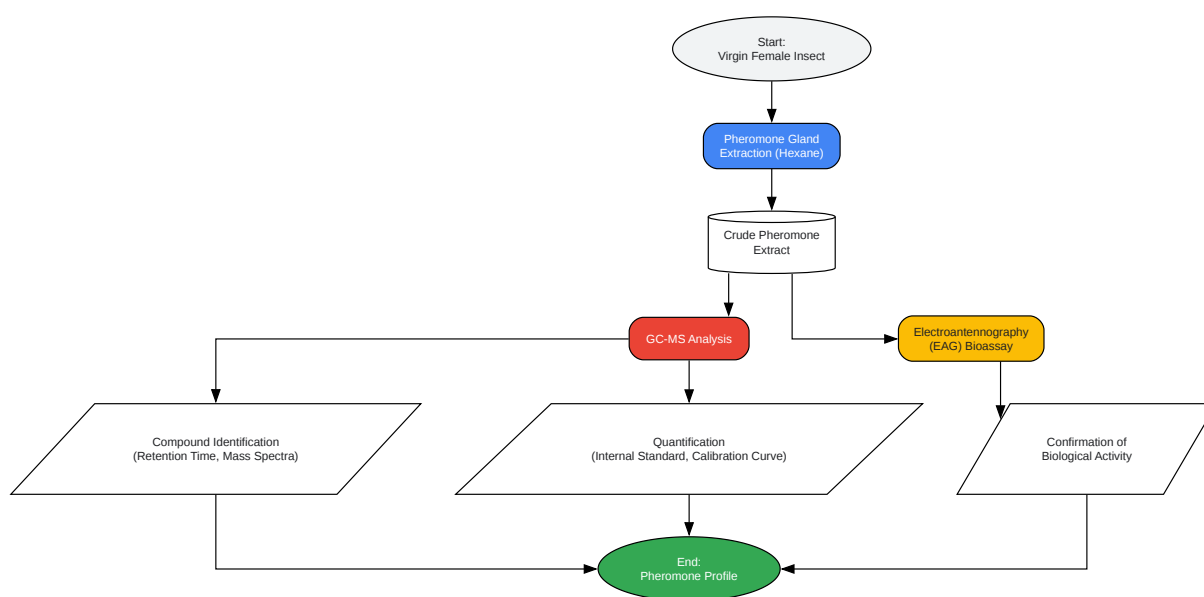 Start:
Virgin Female Insect
Pheromone Gland
Extraction (Hexane)
Crude Pheromone
Extract
GC-MS Analysis
Electroantennography
(EAG) Bioassay
Compound Identification
(Retention Time, Mass Spectra)
Quantification
(Internal Standard, Calibration Curve)
Confirmation of
Biological Activity
End:
Pheromone Profile